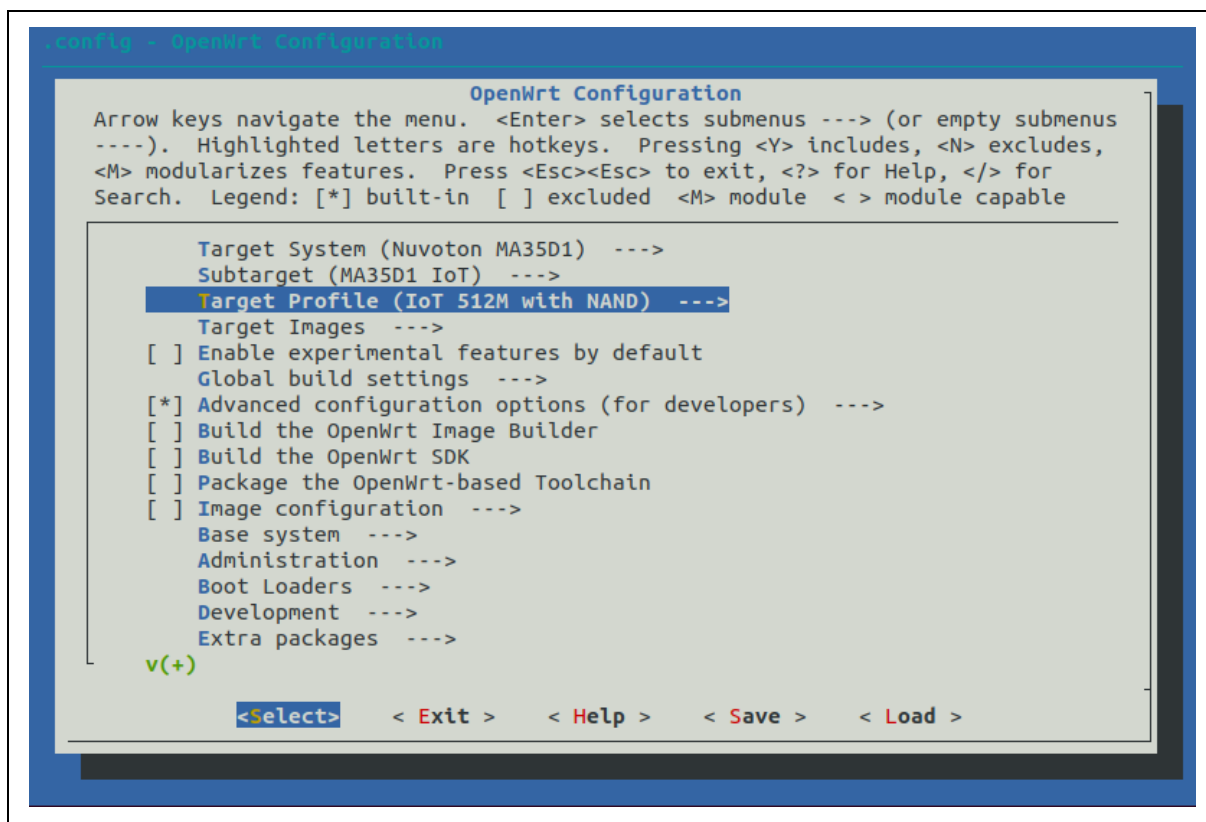 .config - OpenWrt Configuration
OpenWrt Configuration
Arrow keys navigate the menu.  <Enter> selects submenus ---> (or empty submenus
----).  Highlighted letters are hotkeys.  Pressing <Y> includes, <N> excludes,
<M> modularizes features.  Press <Esc><Esc> to exit, <?> for Help, </> for
Search.  Legend: [*] built-in  [ ] excluded  <M> module  < > module capable
Target System (Nuvoton MA35D1)  --->
Subtarget (MA35D1 IoT)  --->
Target Profile (IoT 512M with NAND)  --->
Target Images  --->
[ ] Enable experimental features by default
Global build settings  --->
[*] Advanced configuration options (for developers)  --->
[ ] Build the OpenWrt Image Builder
[ ] Build the OpenWrt SDK
[ ] Package the OpenWrt-based Toolchain
[ ] Image configuration  --->
Base system  --->
Administration  --->
Boot Loaders  --->
Development  --->
Extra packages  --->
v(+)
<Select>    < Exit >    < Help >    < Save >    < Load >